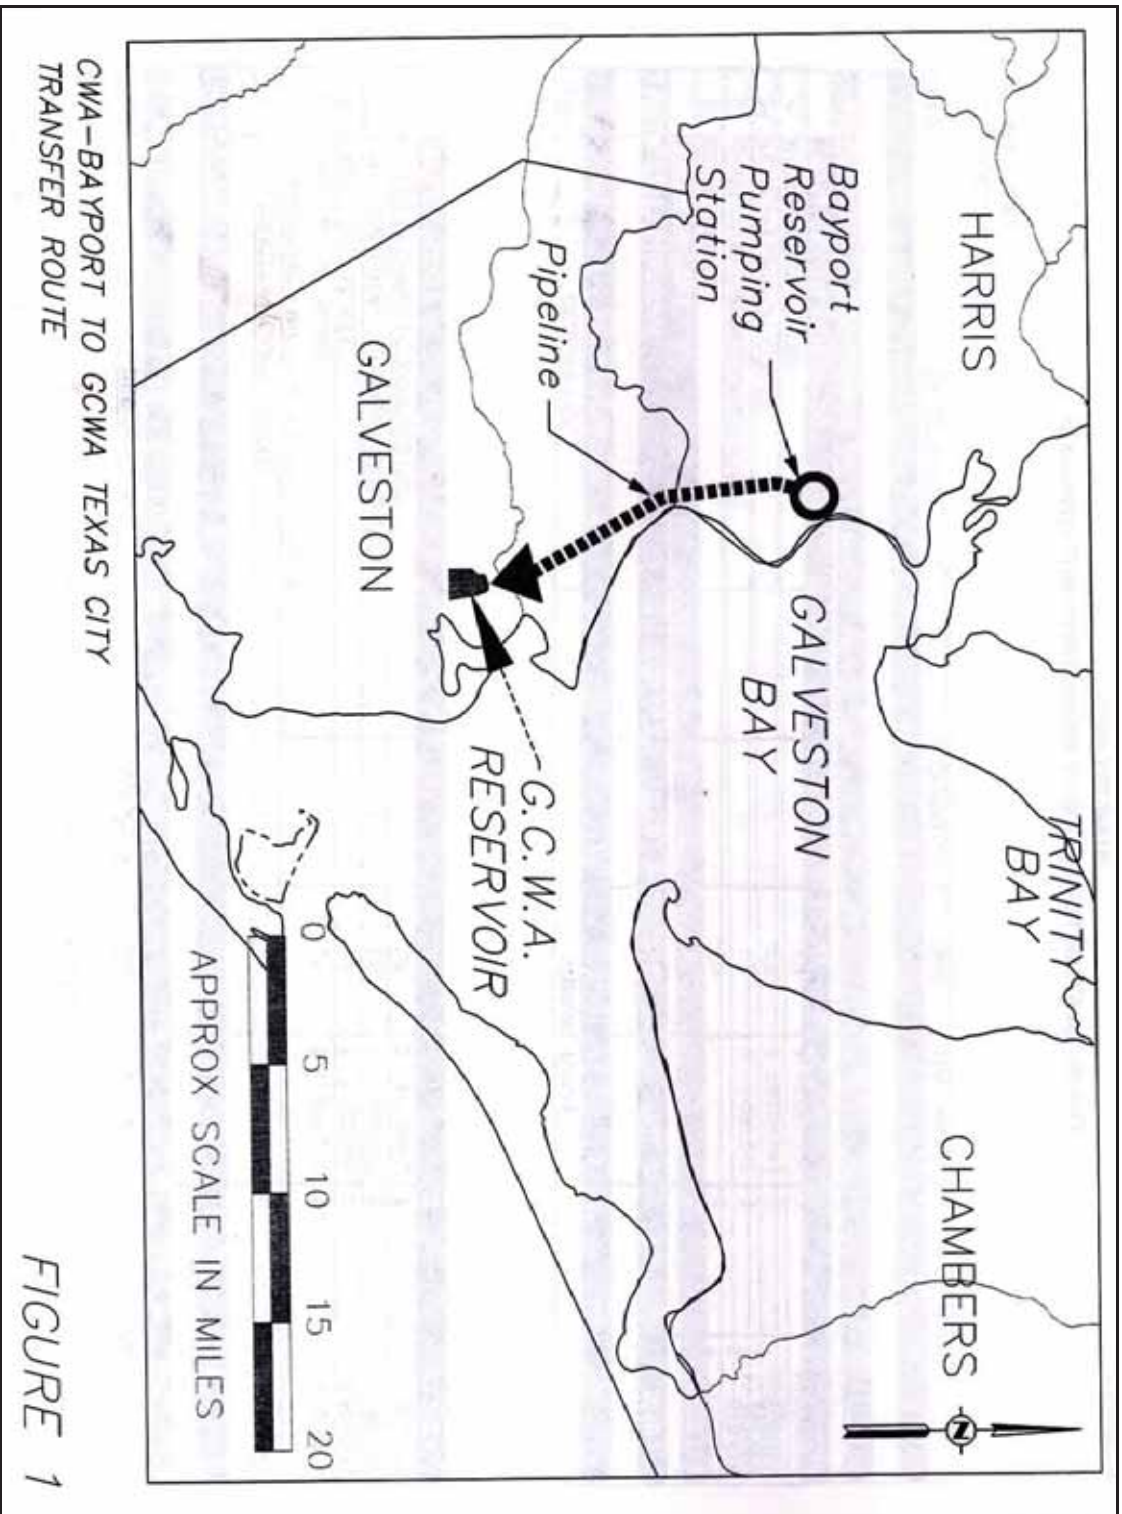 TRINITY
BAY
HARRIS
CHAMBERS
N
Bayport
Reservoir
Pumping
Station
GALVESTON
BAY
Pipeline
G.C.W.A.
RESERVOIR
GALVESTON
0 5 10 15 20
APPROX SCALE IN MILES
CWA-BAYPORT TO GCWA TEXAS CITY
TRANSFER ROUTE
FIGURE 1